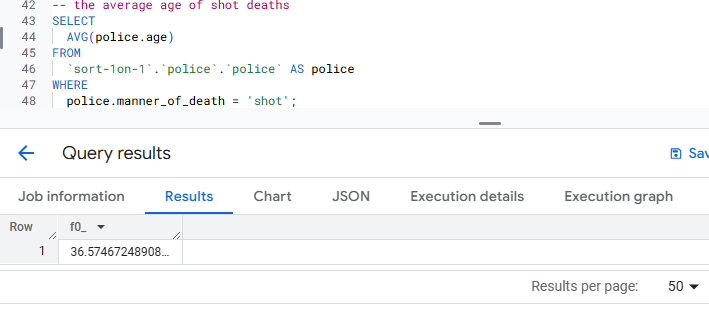 42 -- the average age of shot deaths
43 SELECT
44 AVG(police.age)
45 FROM
46 `sort-1on-1`.`police`.`police` AS police
47 WHERE
48 police.manner_of_death = 'shot';
Query results
Sav
Job information Results Chart JSON Execution details Execution graph
Row f0_
1 36.57467248908...
Results per page: 50